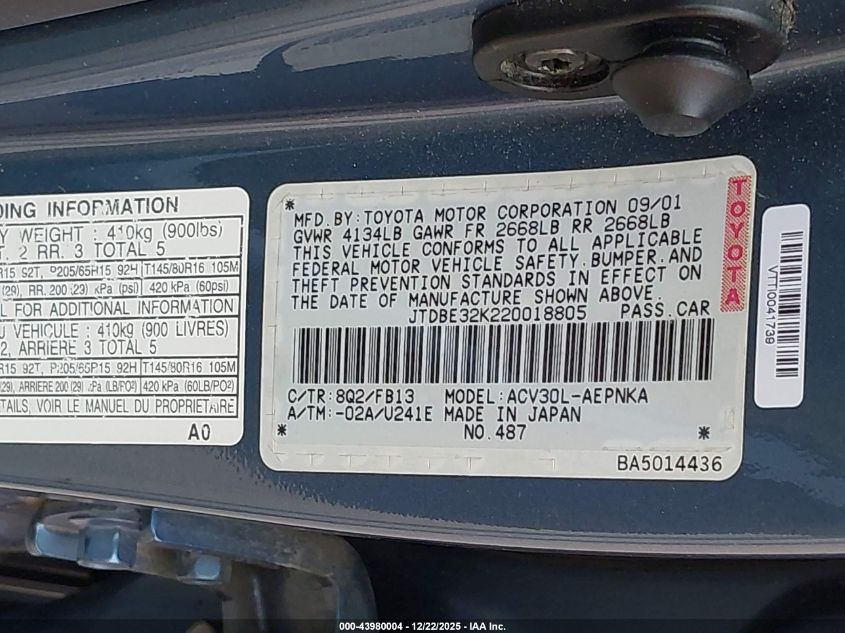 DING INFORMATION
Y WEIGHT : 410kg (900lbs)
T. 2 RR. 3 TOTAL 5
R15 92T, P205/65R15 92H T145/80R16 105M
(29), RR. 200 (29) kPa (psi) 420 kPa (60psi)
L FOR ADDITIONAL INFORMATION
U VEHICULE : 410kg (900 LIVRES)
2, ARRIERE 3 TOTAL 5
R15 92T, P205/65R15 92H T145/80R16 105M
(29), ARRIERE 200 (29) kPa (LB/PO²) 420 kPa (60LB/PO²)
TAILS, VOIR LE MANUEL DU PROPRIETAIRE
A0
* MFD. BY: TOYOTA MOTOR CORPORATION 09/01
GVWR 4134LB GAWR FR 2668LB RR 2668LB
THIS VEHICLE CONFORMS TO ALL APPLICABLE
FEDERAL MOTOR VEHICLE SAFETY, BUMPER, AND
THEFT PREVENTION STANDARDS IN EFFECT ON
THE DATE OF MANUFACTURE SHOWN ABOVE.
JTDBE32K220018805 PASS. CAR
C/TR: 8Q2/FB13 MODEL: ACV30L-AEPNKA
A/TM: -02A/U241E MADE IN JAPAN
* NO. 487 *
BA5014436
TOYOTA
VTT0041739
000-43980004 - 12/22/2025 - IAA Inc.